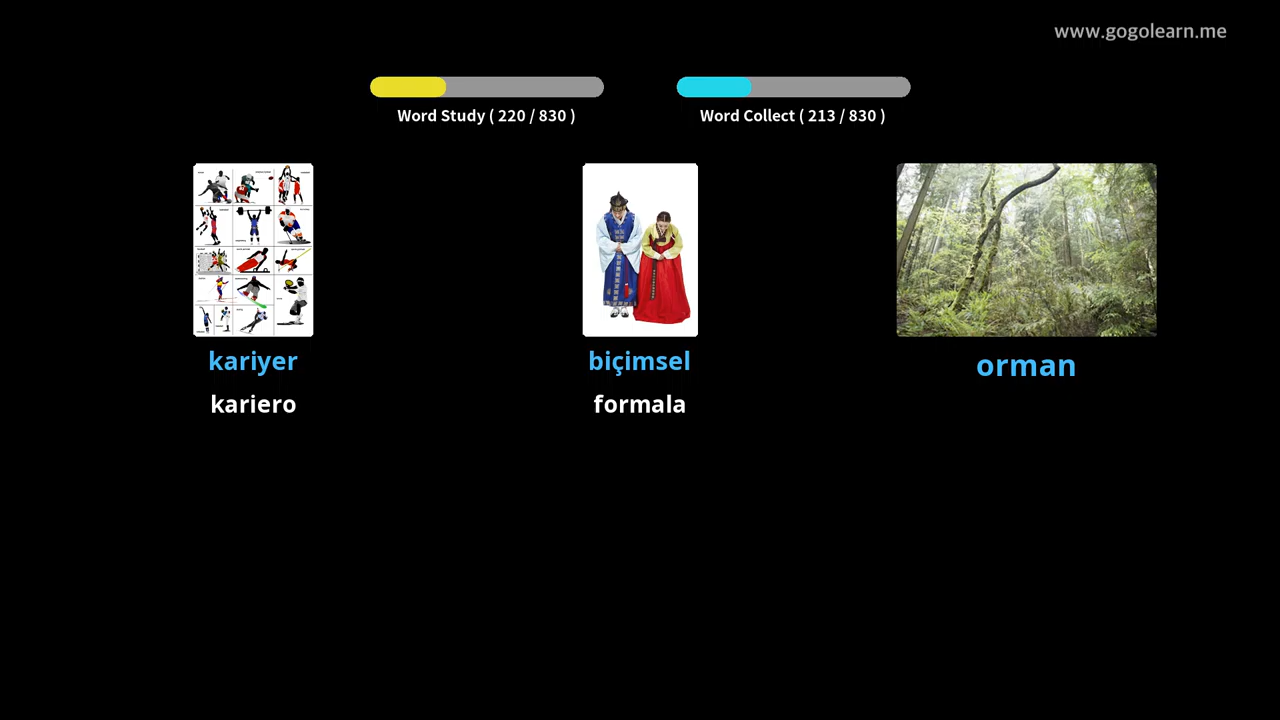 www.gogolearn.me
Word Study ( 220 / 830 )
Word Collect ( 213 / 830 )
kariyer
biçimsel
orman
kariero
formala